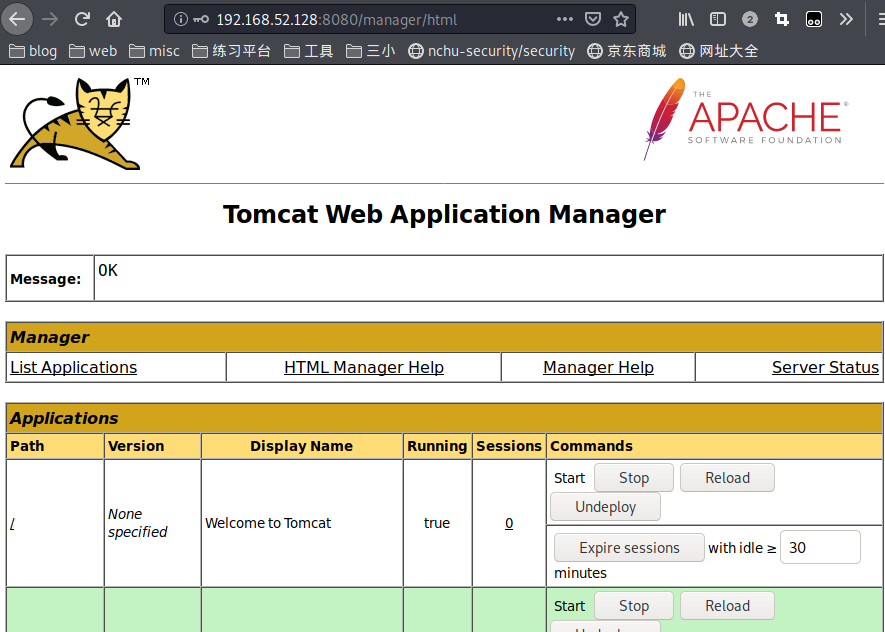 192.168.52.128:8080/manager/html
2
blog web misc 练习平台 工具 三小 nchu-security/security 京东商城 网址大全
TM
THE
APACHE®
SOFTWARE FOUNDATION
Tomcat Web Application Manager
Message: OK
Manager
List Applications HTML Manager Help Manager Help Server Status
Applications
Path Version Display Name Running Sessions Commands
/ None specified Welcome to Tomcat true 0
Start Stop Reload
Undeploy
Expire sessions with idle ≥ 30
minutes
Start Stop Reload